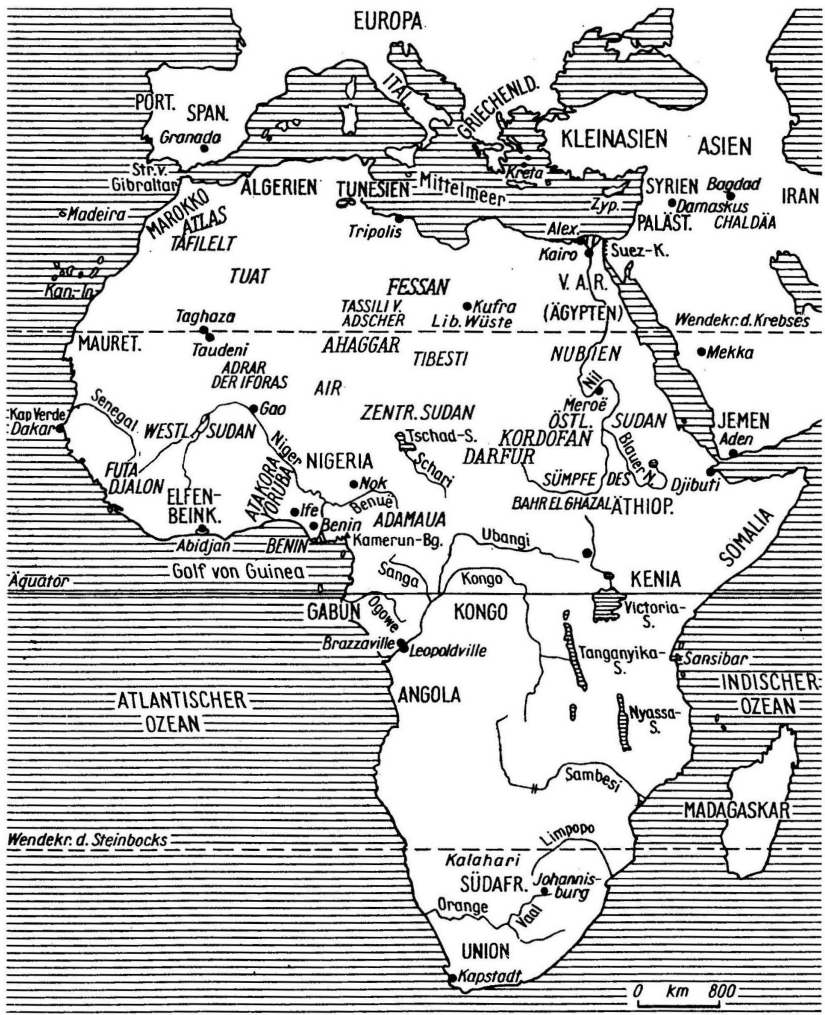 EUROPA
PORT.
SPAN.
Granada
ITAL.
GRIECHENLD.
KLEINASIEN
ASIEN
Str. v.
Gibraltar
ALGERIEN
TUNESIEN
Mittelmeer
Kreta
Zyp.
SYRIEN
Bagdad
IRAN
Damaskus
PALÄST.
CHALDÄA
Madeira
MAROKKO
ATLAS
TAFILELT
Tripolis
Alex.
Kairo
Suez-K.
Kan.-In.
TUAT
FESSAN
V. A. R.
(ÄGYPTEN)
Taghaza
TASSILI V.
ADSCHER
Kufra
Lib. Wüste
Wendekr. d. Krebses
MAURET.
Taudeni
AHAGGAR
TIBESTI
NUBIEN
Mekka
ADRAR
DER IFORAS
AIR
Nil
Kap Verde
Dakar
Senegal
Gao
ZENTR. SUDAN
Meroë
ÖSTL. SUDAN
JEMEN
Aden
WESTL. SUDAN
Niger
Tschad-S.
KORDOFAN
Blauer N.
FUTA
DJALON
NIGERIA
Schari
DARFUR
Djibuti
ELFEN-
BEINK.
ATAKORA
YORUBA
Nok
Benuë
SÜMPFE DES
BAHR EL GHAZAL
ÄTHIOP.
SOMALIA
Ife
Benin
ADAMAUA
Abidjan
BENIN
Kamerun-Bg.
Ubangi
Golf von Guinea
Sanga
Kongo
KENIA
Äquator
GABUN
Ogowe
KONGO
Victoria-
S.
Brazzaville
Leopoldville
Tanganyika-
S.
Sansibar
ATLANTISCHER
OZEAN
ANGOLA
INDISCHER
OZEAN
Nyassa-
S.
Sambesi
MADAGASKAR
Wendekr. d. Steinbocks
Limpopo
Kalahari
SÜDAFR.
Johannis-
burg
Orange
Vaal
UNION
Kapstadt
0 km 800